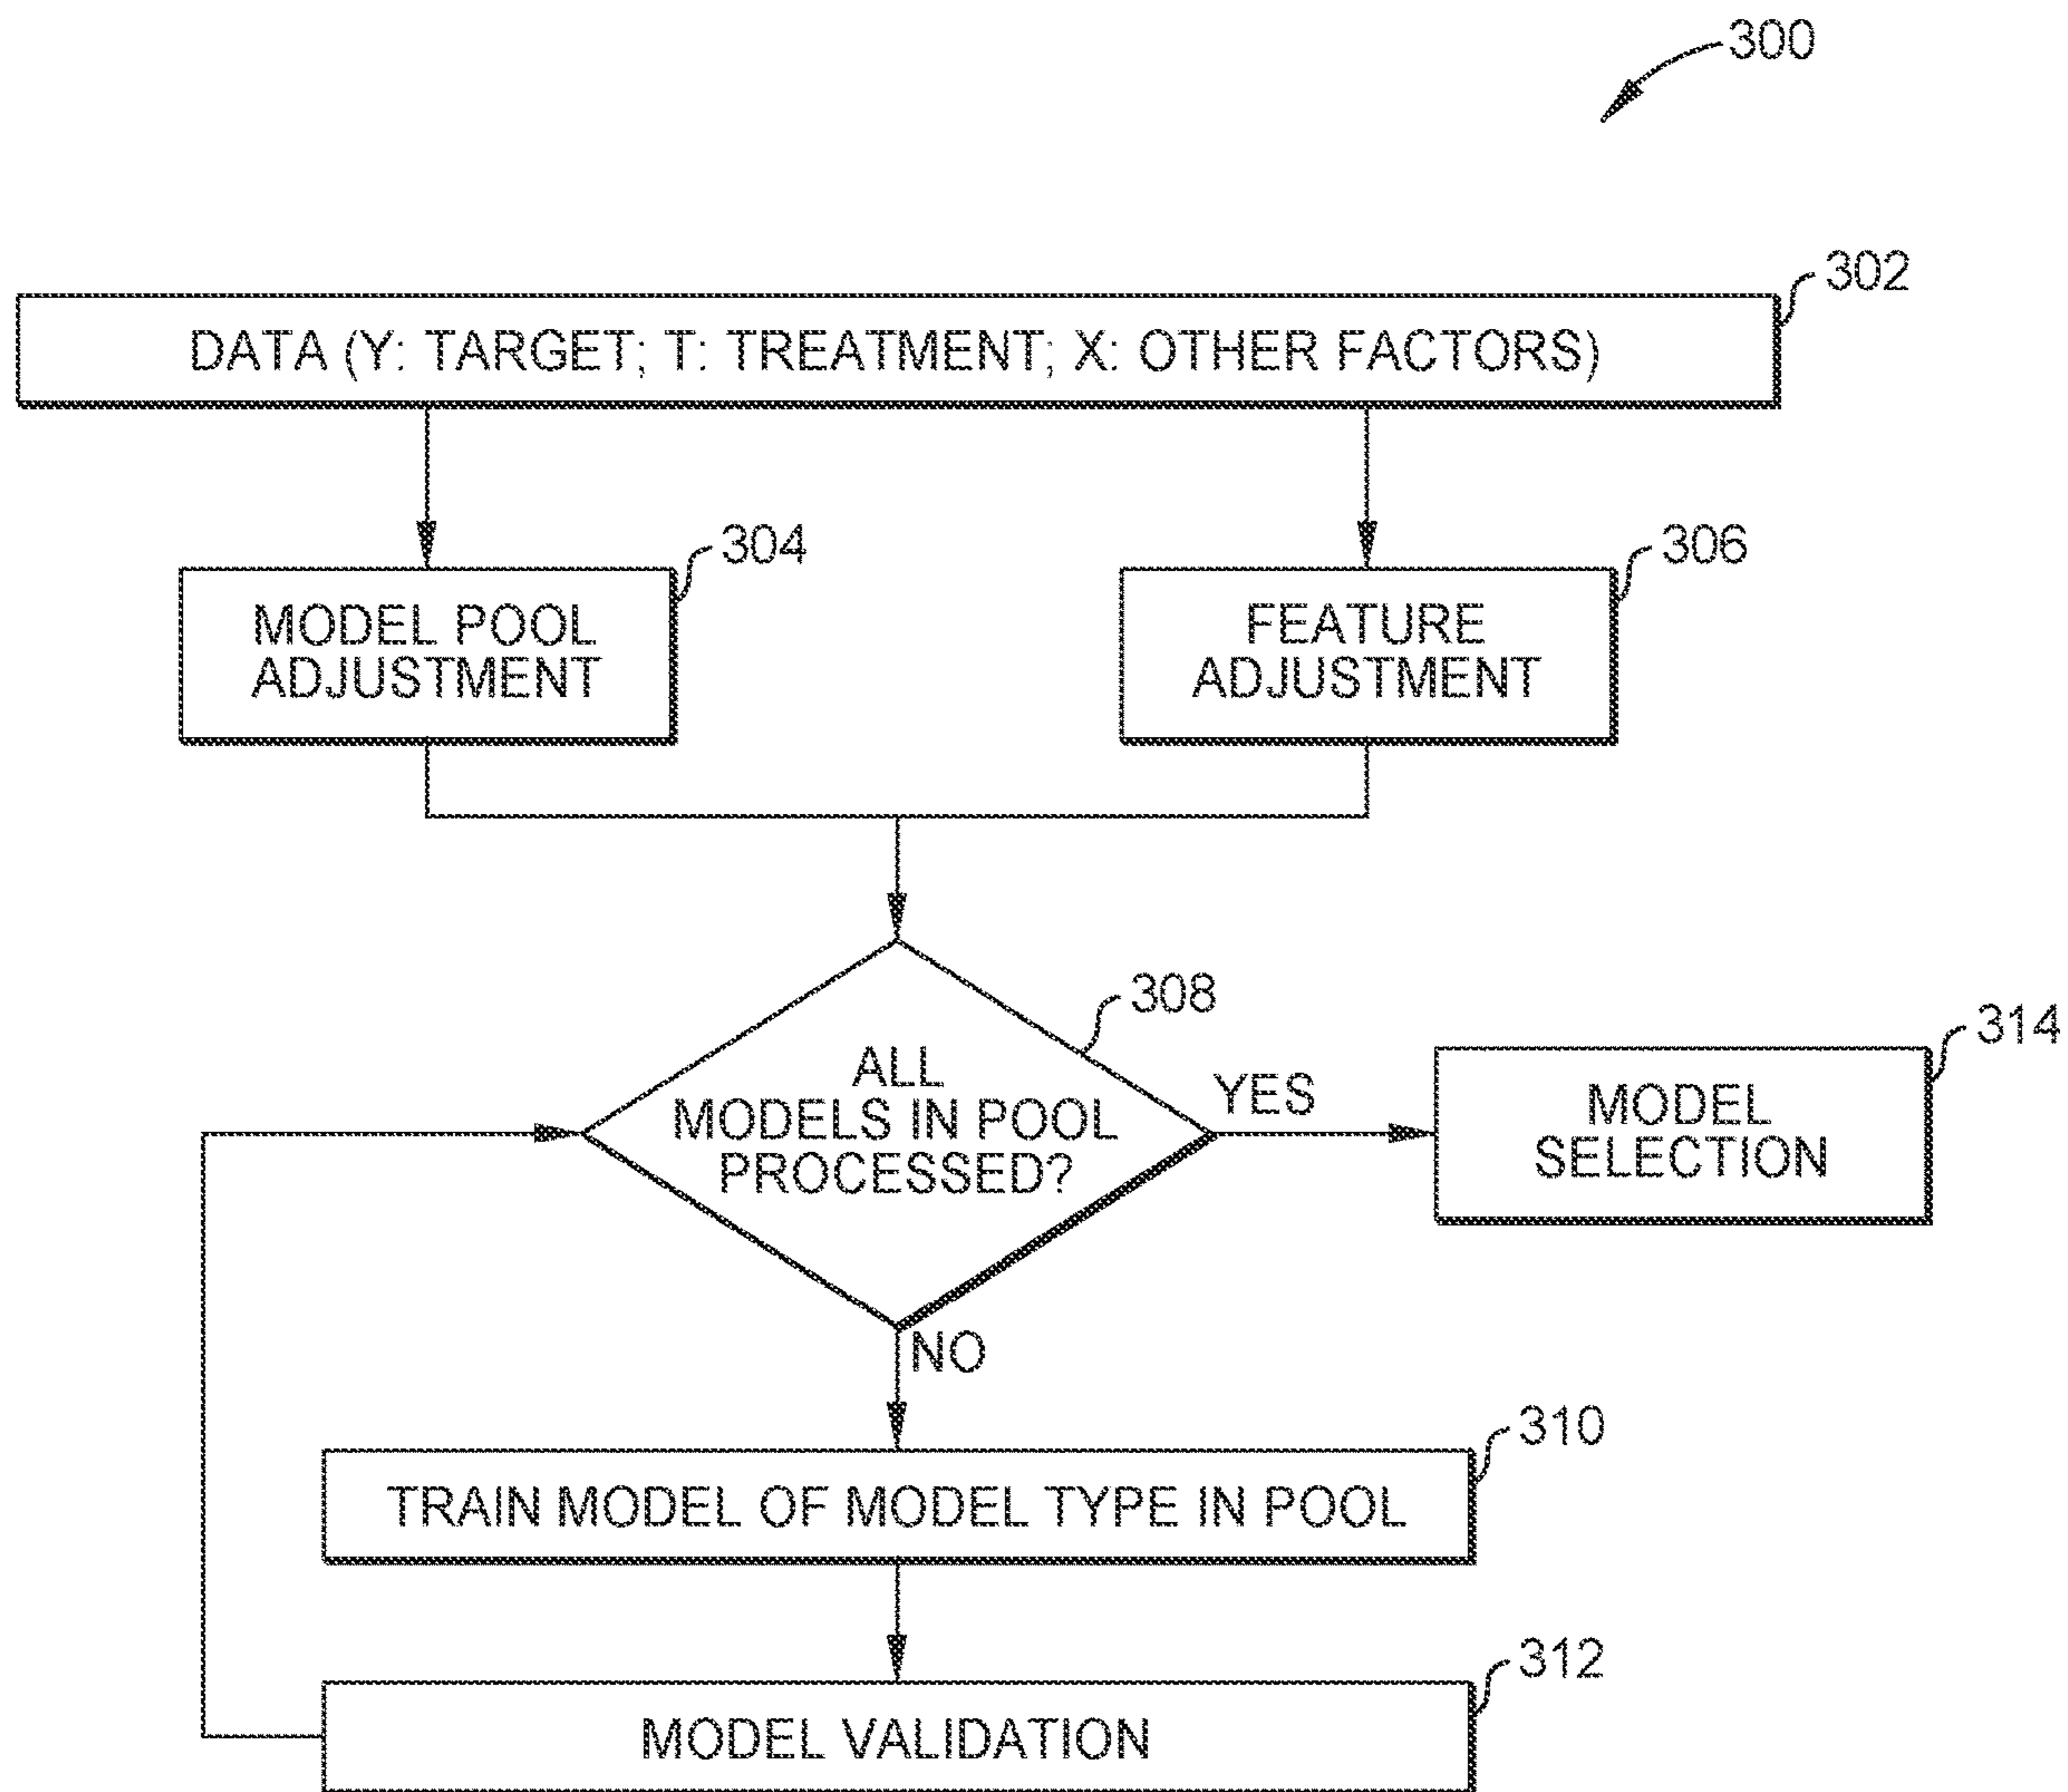 300
302
DATA (Y: TARGET; T: TREATMENT; X: OTHER FACTORS)
304
MODEL POOL
ADJUSTMENT
306
FEATURE
ADJUSTMENT
308
ALL
MODELS IN POOL
PROCESSED?
YES
314
MODEL
SELECTION
NO
310
TRAIN MODEL OF MODEL TYPE IN POOL
312
MODEL VALIDATION